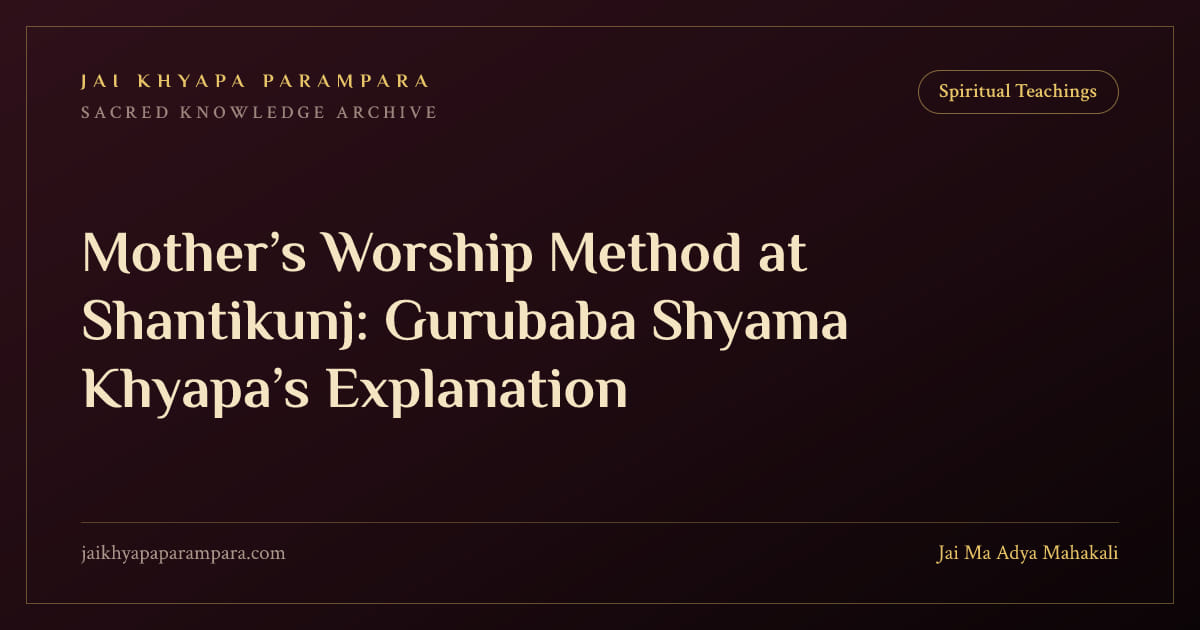 JAI KHYAPA PARAMPARA
SACRED KNOWLEDGE ARCHIVE
Spiritual Teachings
Mother’s Worship Method at
Shantikunj: Gurubaba Shyama
Khyapa’s Explanation
jaikhyapaparampara.com
Jai Ma Adya Mahakali